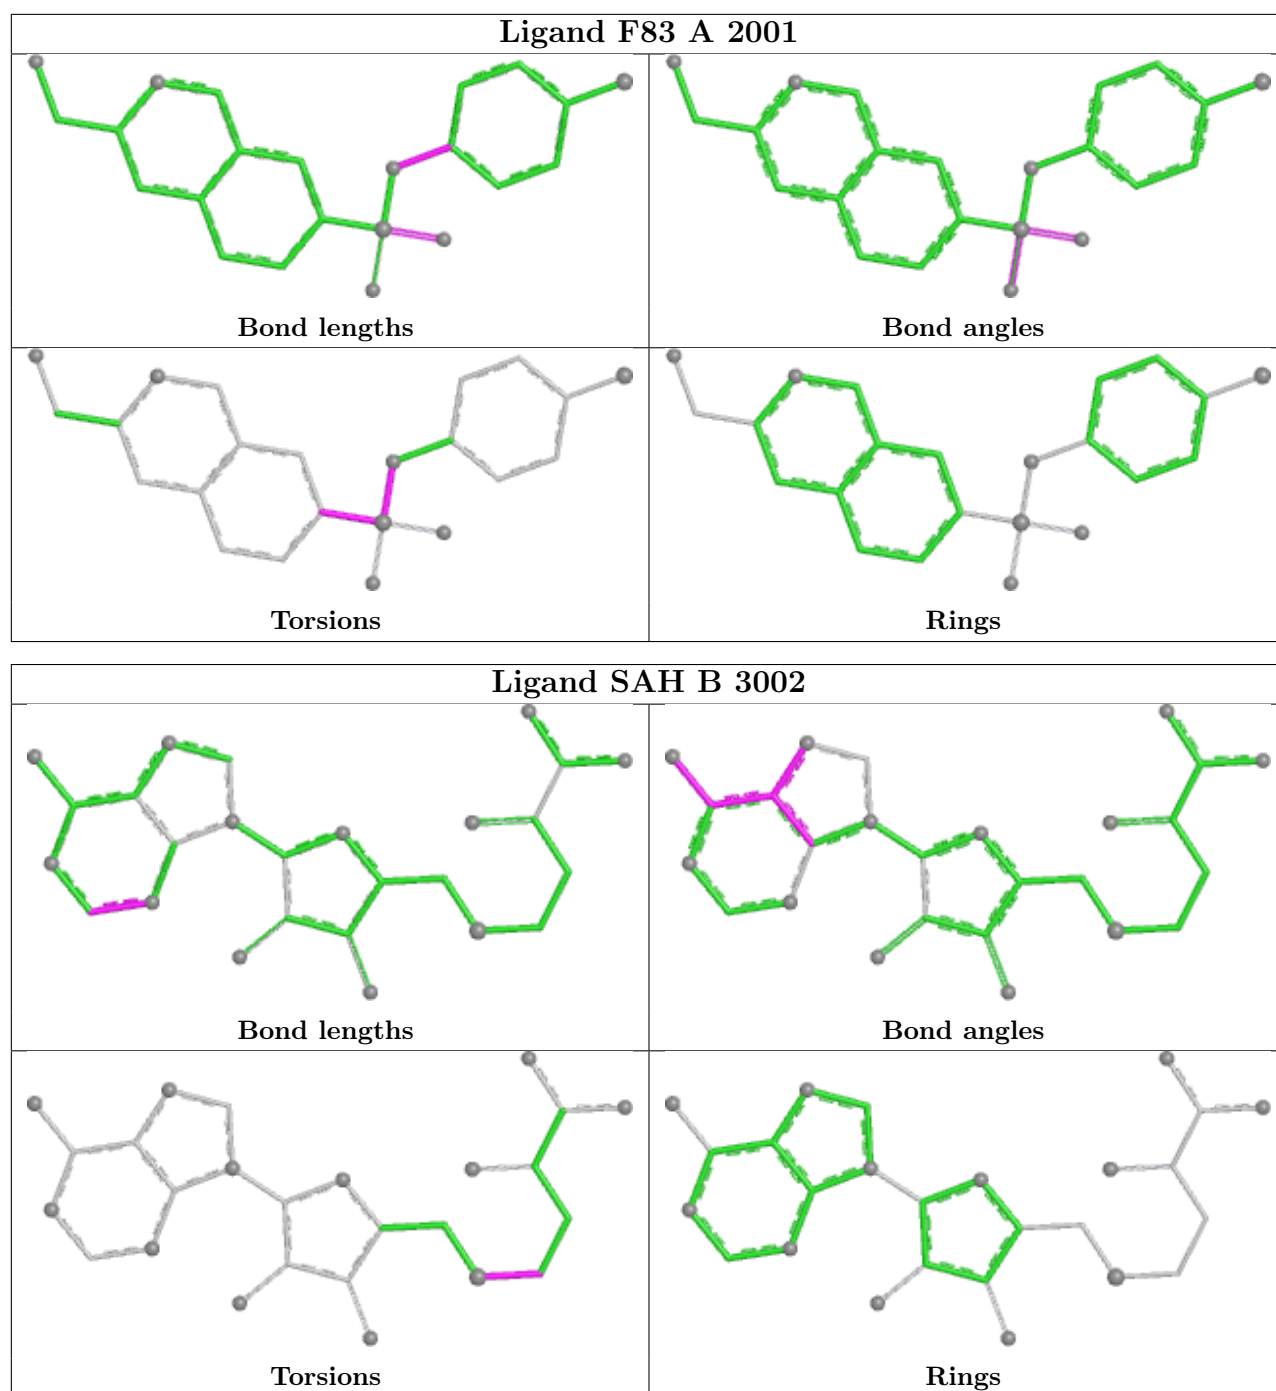 Ligand F83 A 2001
Bond lengths
Bond angles
Torsions
Rings
Ligand SAH B 3002
Bond lengths
Bond angles
Torsions
Rings